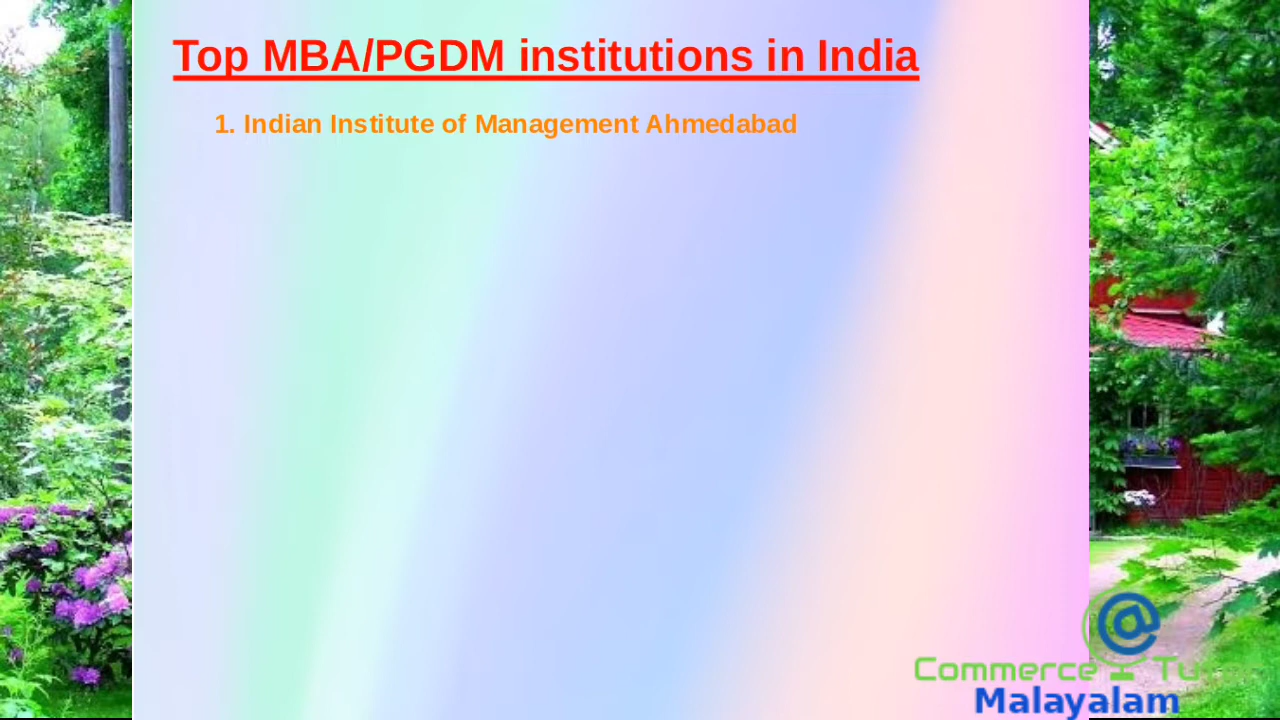 Top MBA/PGDM institutions in India
1. Indian Institute of Management Ahmedabad
Commerce
Malayalam